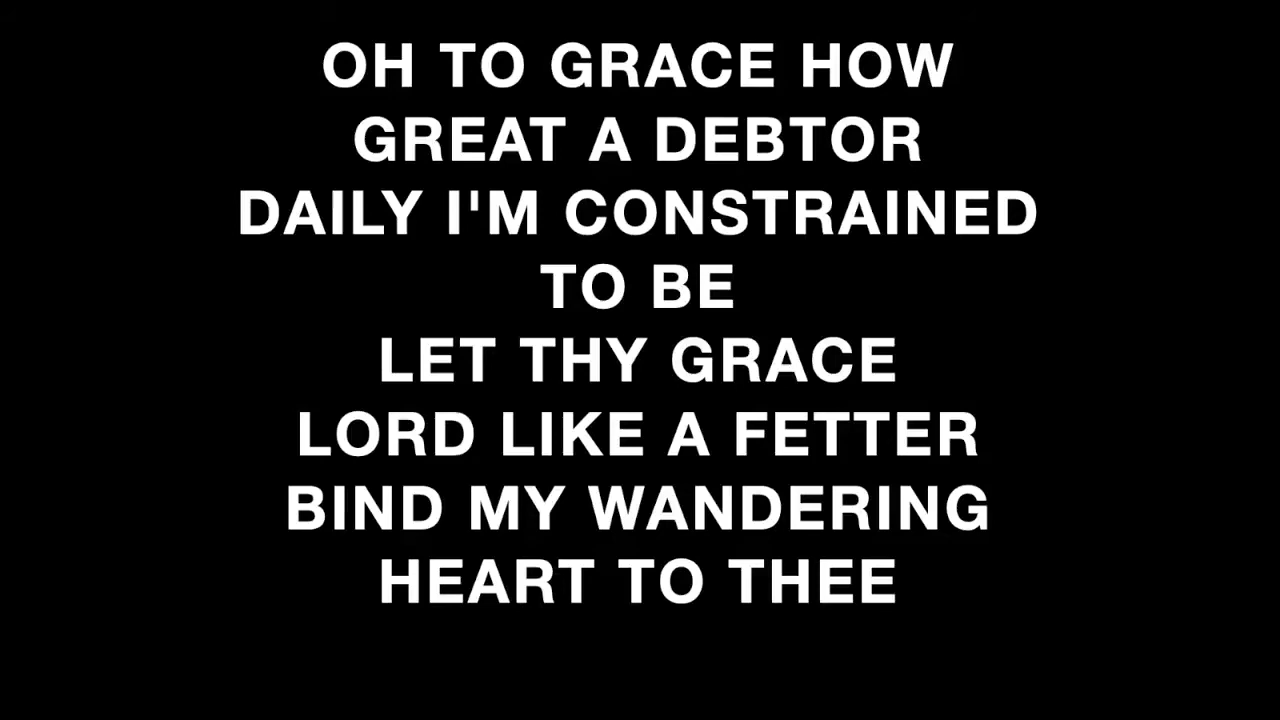 OH TO GRACE HOW
GREAT A DEBTOR
DAILY I'M CONSTRAINED
TO BE
LET THY GRACE
LORD LIKE A FETTER
BIND MY WANDERING
HEART TO THEE